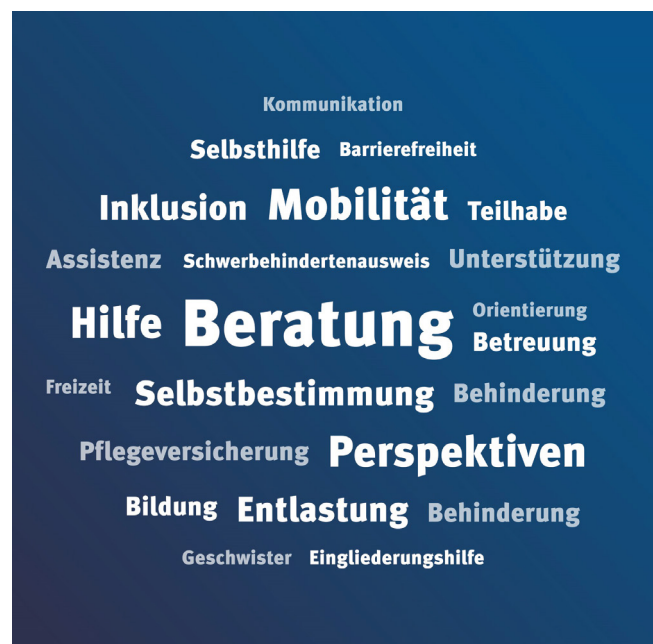 Kommunikation
Selbsthilfe Barrierefreiheit
Inklusion Mobilität Teilhabe
Assistenz Schwerbehindertenausweis Unterstützung
Hilfe Beratung Orientierung
Betreuung
Freizeit Selbstbestimmung Behinderung
Pflegeversicherung Perspektiven
Bildung Entlastung Behinderung
Geschwister Eingliederungshilfe